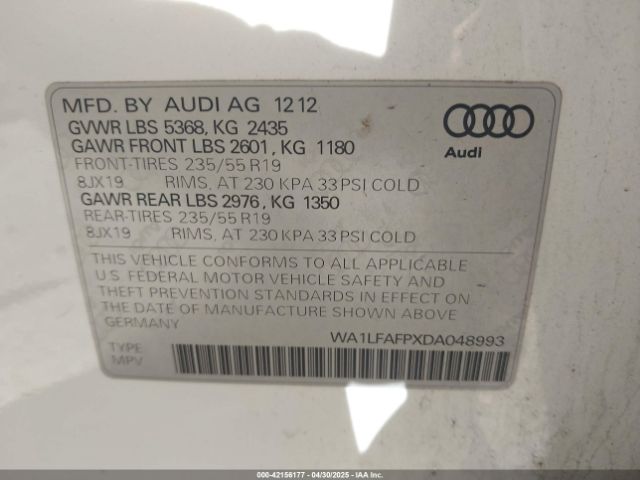 MFD. BY AUDI AG 12 12
GVWR LBS 5368, KG 2435
GAWR FRONT LBS 2601, KG 1180
FRONT-TIRES 235/55 R19
8JX19 RIMS, AT 230 KPA 33 PSI COLD
GAWR REAR LBS 2976, KG 1350
REAR-TIRES 235/55 R19
8JX19 RIMS, AT 230 KPA 33 PSI COLD
Audi
THIS VEHICLE CONFORMS TO ALL APPLICABLE
U.S. FEDERAL MOTOR VEHICLE SAFETY AND
THEFT PREVENTION STANDARDS IN EFFECT ON
THE DATE OF MANUFACTURE SHOWN ABOVE
GERMANY
WA1LFAFPXDA048993
TYPE
MPV
000-42156177 - 04/30/2025 - www.iaai.com